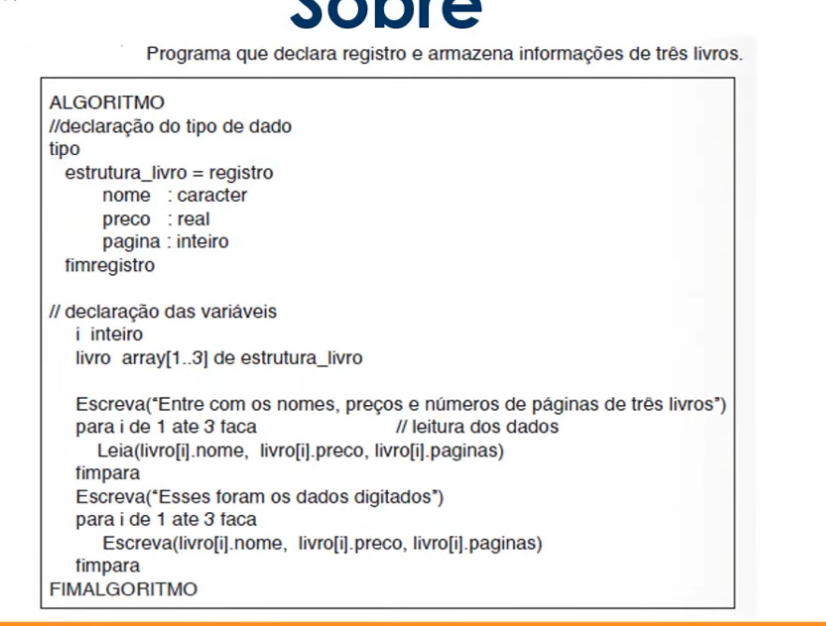 Sobre
Programa que declara registro e armazena informações de três livros.
ALGORITMO
//declaração do tipo de dado
tipo
estrutura_livro = registro
nome : caracter
preco : real
pagina : inteiro
fimregistro
// declaração das variáveis
i inteiro
livro array[1..3] de estrutura_livro
Escreva("Entre com os nomes, preços e números de páginas de três livros")
para i de 1 ate 3 faca // leitura dos dados
Leia(livro[i].nome, livro[i].preco, livro[i].paginas)
fimpara
Escreva("Esses foram os dados digitados")
para i de 1 ate 3 faca
Escreva(livro[i].nome, livro[i].preco, livro[i].paginas)
fimpara
FIMALGORITMO